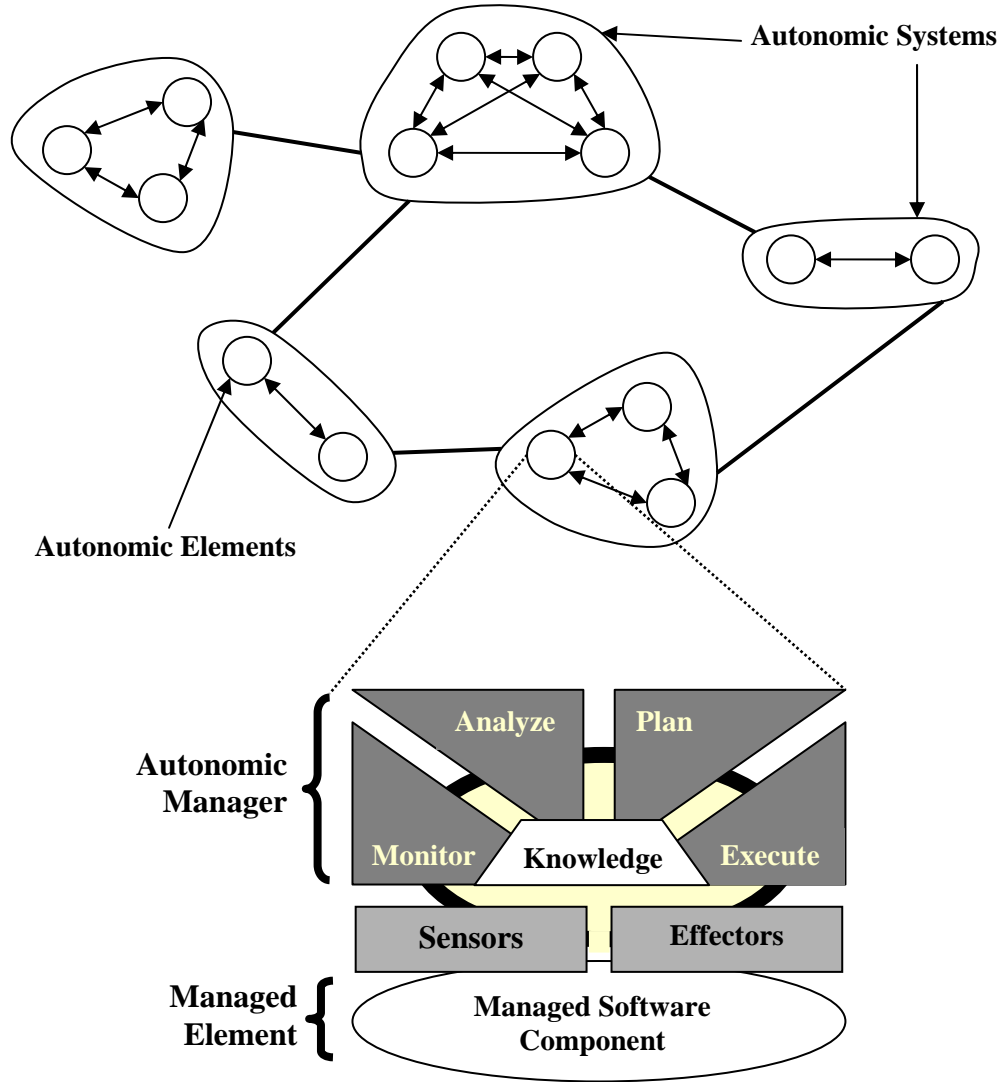 Autonomic Systems
Autonomic Elements
Analyze
Plan
Autonomic
Manager
Monitor
Knowledge
Execute
Sensors
Effectors
Managed
Element
Managed Software
Component